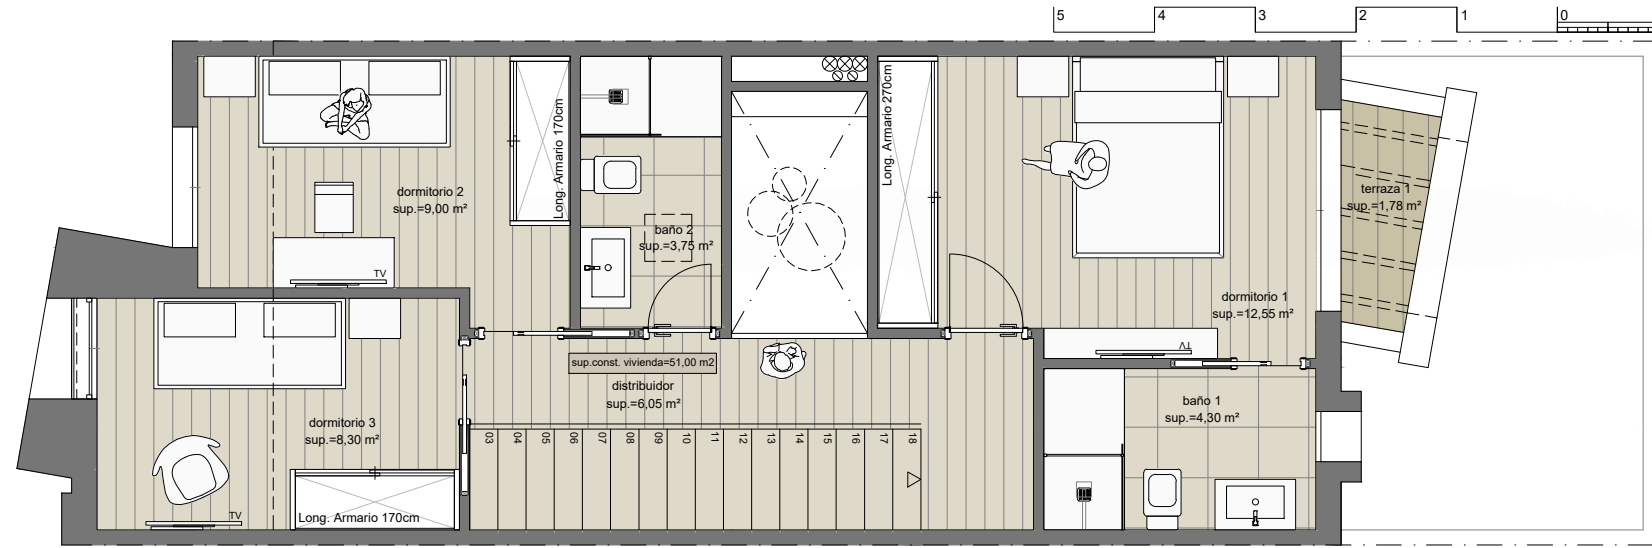 5
4
3
2
1
0
Long. Armario 170cm
Long. Armario 270cm
dormitorio 2
sup.=9,00 m²
terraza 1
sup.=1,78 m²
baño 2
sup.=3,75 m²
TV
dormitorio 1
sup.=12,55 m²
TV
sup.const. vivienda=51,00 m2
distribuidor
sup.=6,05 m²
baño 1
sup.=4,30 m²
dormitorio 3
sup.=8,30 m²
03
04
05
06
07
08
09
10
11
12
13
14
15
16
17
18
TV
Long. Armario 170cm